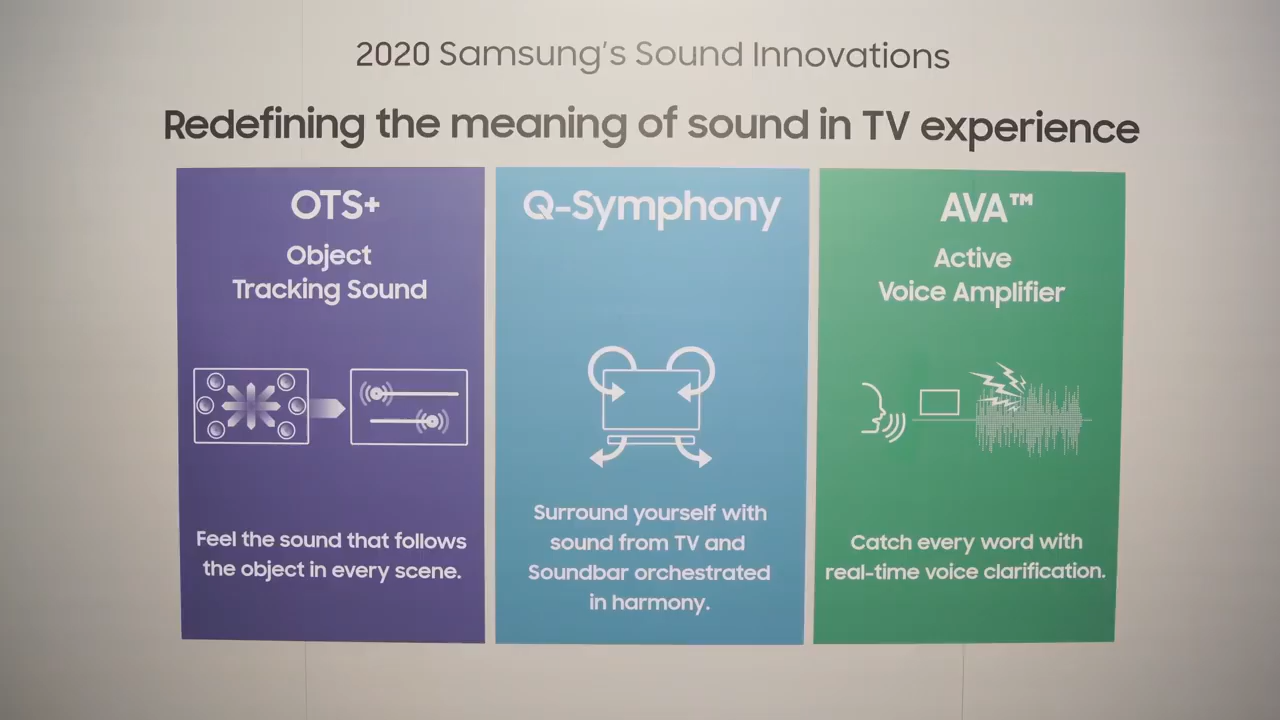 2020 Samsung's Sound Innovations
Redefining the meaning of sound in TV experience
OTS+
Object
Tracking Sound
Feel the sound that follows
the object in every scene.
Q-Symphony
Surround yourself with
sound from TV and
Soundbar orchestrated
in harmony.
AVA™
Active
Voice Amplifier
Catch every word with
real-time voice clarification.